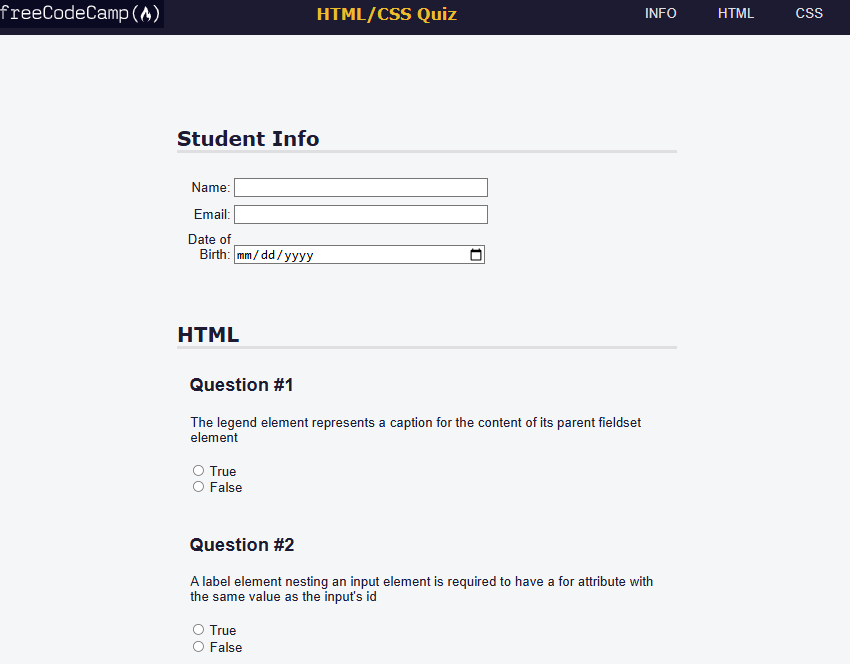 freeCodeCamp(🔥) HTML/CSS Quiz INFO HTML CSS
Student Info
Name:
Email:
Date of
Birth: mm/dd/yyyy
HTML
Question #1
The legend element represents a caption for the content of its parent fieldset
element
True
False
Question #2
A label element nesting an input element is required to have a for attribute with
the same value as the input's id
True
False